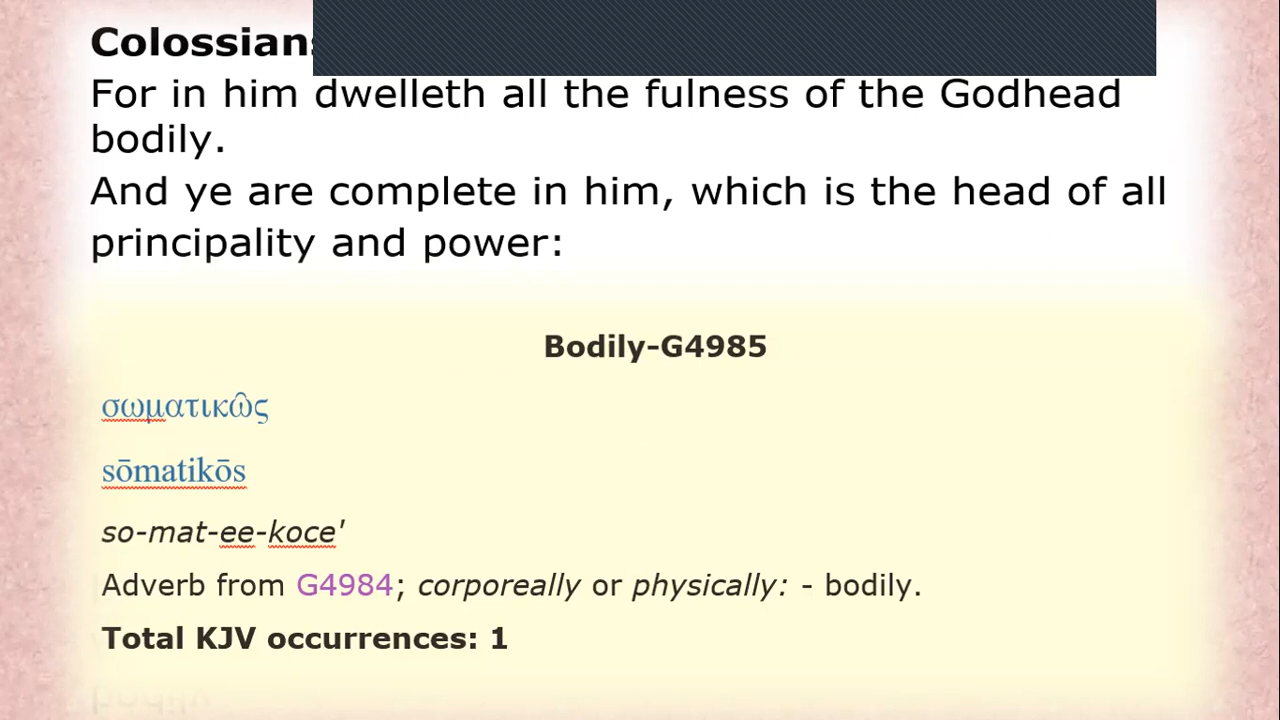 Colossians
For in him dwelleth all the fulness of the Godhead
bodily.
And ye are complete in him, which is the head of all
principality and power:
Bodily-G4985
σωματικῶς
sōmatikōs
so-mat-ee-koce'
Adverb from G4984; corporeally or physically: - bodily.
Total KJV occurrences: 1